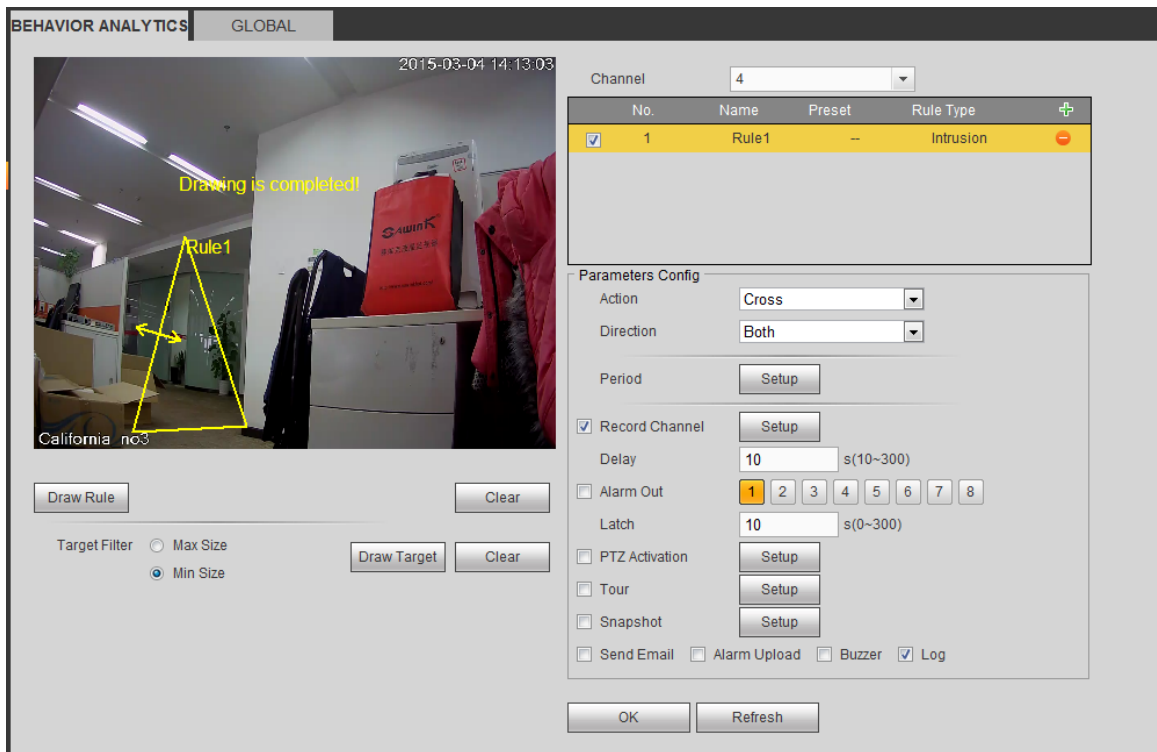 BEHAVIOR ANALYTICS GLOBAL
2015-03-04 14:13:03
Drawing is completed!
SAWINK
Rule1
California no3
Draw Rule Clear
Target Filter Max Size
Min Size
Draw Target Clear
Channel 4
No. Name Preset Rule Type
1 Rule1 -- Intrusion
Parameters Config
Action Cross
Direction Both
Period Setup
Record Channel Setup
Delay 10 s(10~300)
Alarm Out 1 2 3 4 5 6 7 8
Latch 10 s(0~300)
PTZ Activation Setup
Tour Setup
Snapshot Setup
Send Email Alarm Upload Buzzer Log
OK Refresh